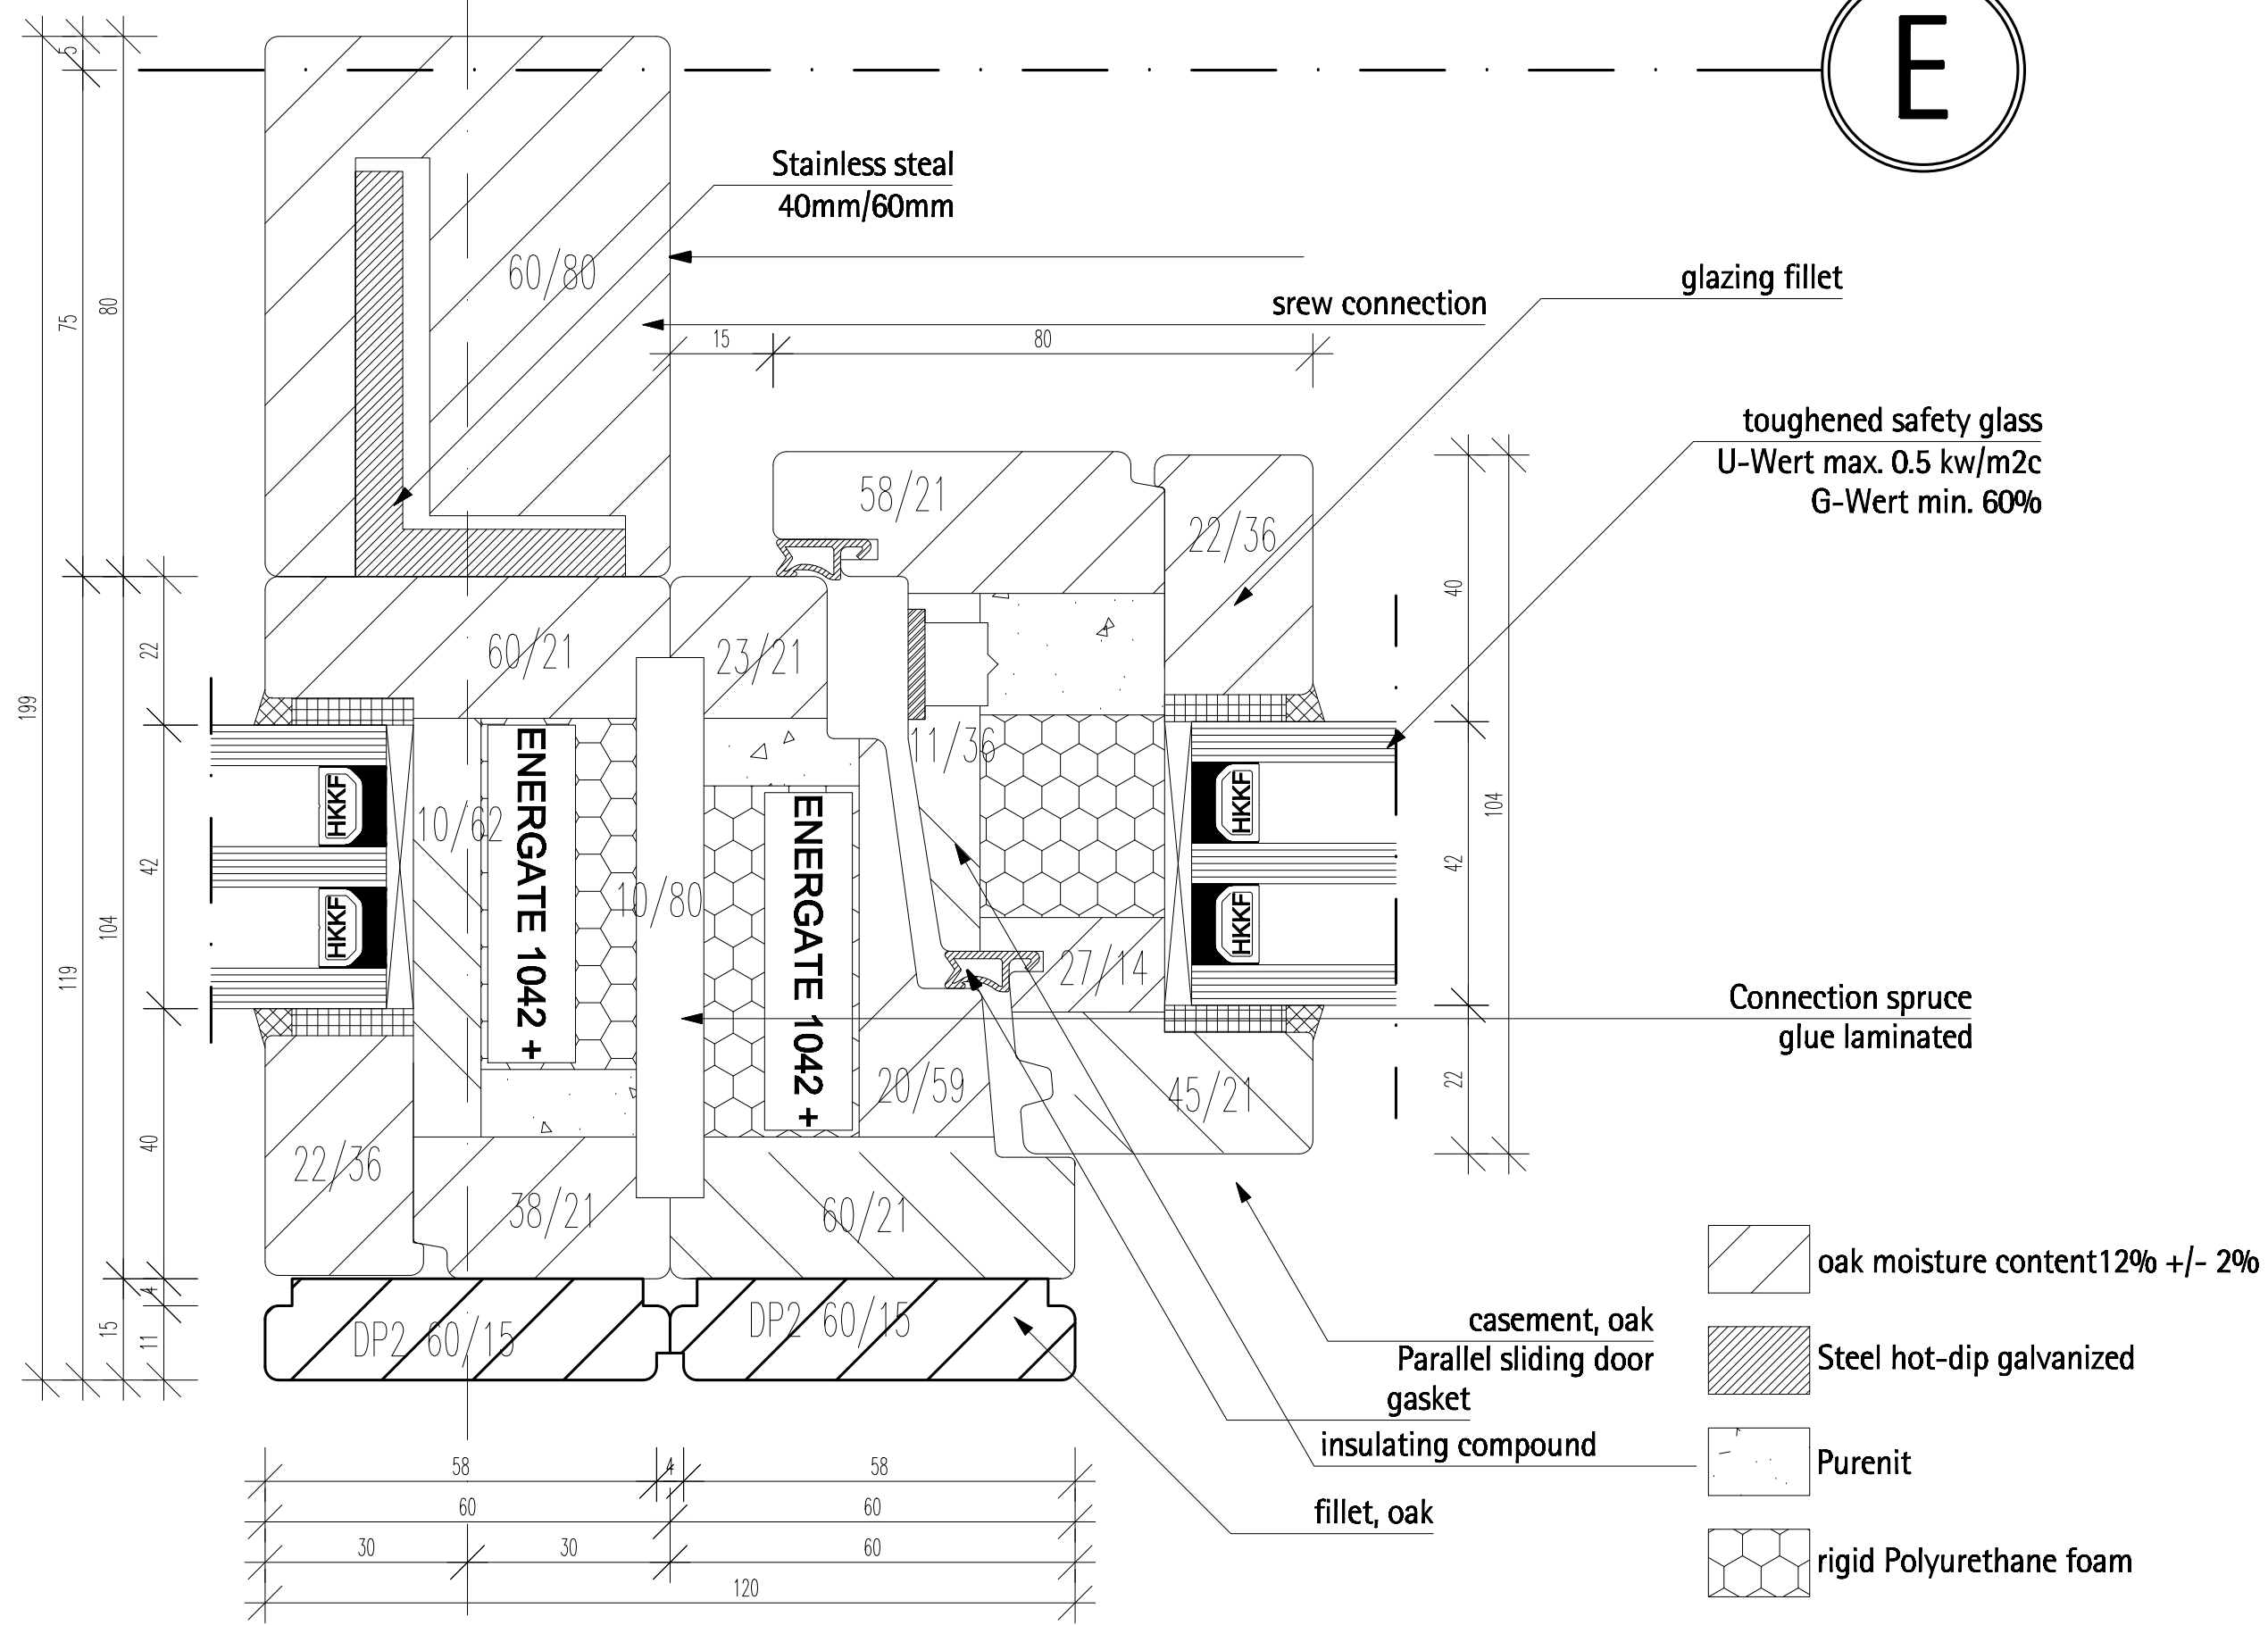 E
5
Stainless steal
40mm/60mm
60/80
glazing fillet
srew connection
75
80
15
80
toughened safety glass
U-Wert max. 0.5 kw/m2c
G-Wert min. 60%
58/21
22/36
40
22
60/21
23/21
199
11/36
ENERGATE 1042 +
ENERGATE 1042 +
HKKF
HKKF
HKKF
HKKF
10/62
10/80
42
42
104
104
119
27/14
Connection spruce
glue laminated
20/59
45/21
22
40
22/36
38/21
60/21
oak moisture content12% +/- 2%
4
15
11
DP2 60/15
DP2 60/15
casement, oak
Parallel sliding door
gasket
insulating compound
fillet, oak
Steel hot-dip galvanized
Purenit
rigid Polyurethane foam
58
4
58
60
60
30
30
60
120